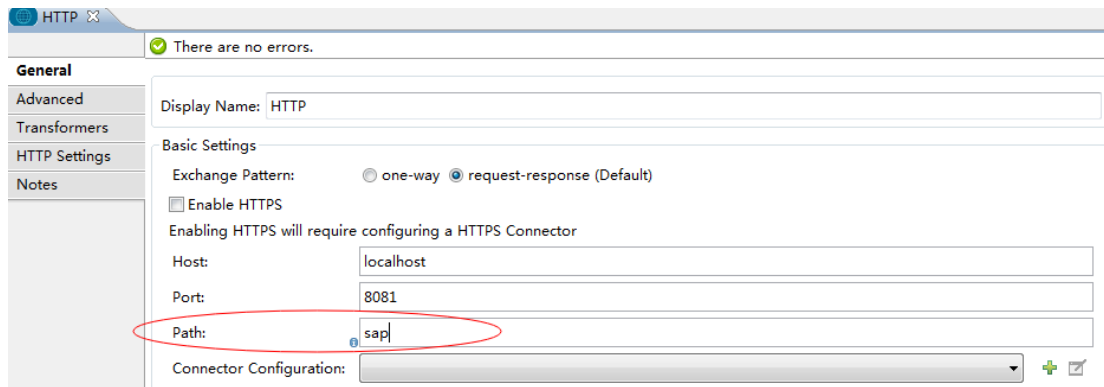 HTTP
There are no errors.
General
Advanced
Transformers
HTTP Settings
Notes
Display Name: HTTP
Basic Settings
Exchange Pattern: one-way request-response (Default)
Enable HTTPS
Enabling HTTPS will require configuring a HTTPS Connector
Host: localhost
Port: 8081
Path: sap
Connector Configuration: